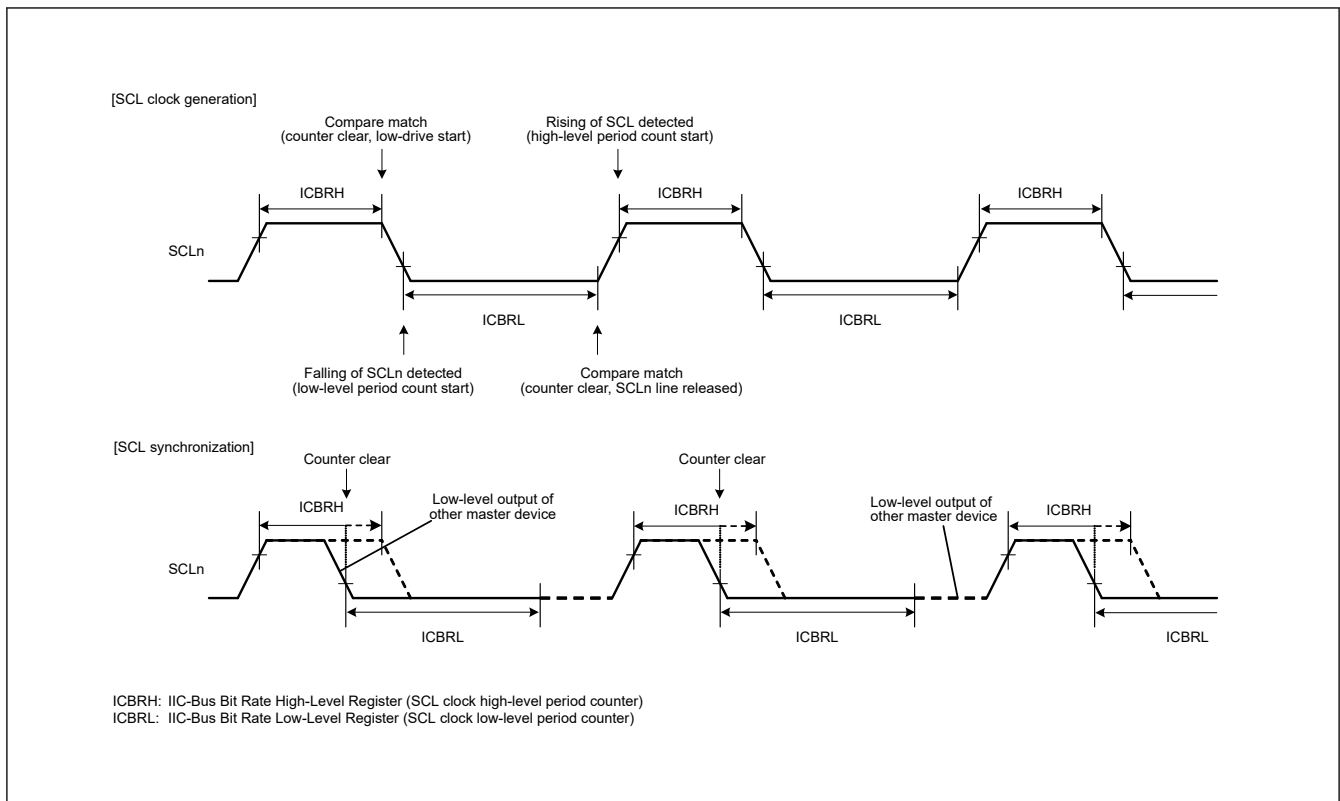 [SCL clock generation]
Compare match
(counter clear, low-drive start)
Rising of SCL detected
(high-level period count start)
ICBRH
ICBRH
ICBRH
SCLn
ICBRL
ICBRL
Falling of SCLn detected
(low-level period count start)
Compare match
(counter clear, SCLn line released)
[SCL synchronization]
Counter clear
Counter clear
ICBRH
Low-level output of
other master device
ICBRH
Low-level output of
other master device
ICBRH
SCLn
ICBRL
ICBRL
ICBRL
ICBRH: IIC-Bus Bit Rate High-Level Register (SCL clock high-level period counter)
ICBRL: IIC-Bus Bit Rate Low-Level Register (SCL clock low-level period counter)